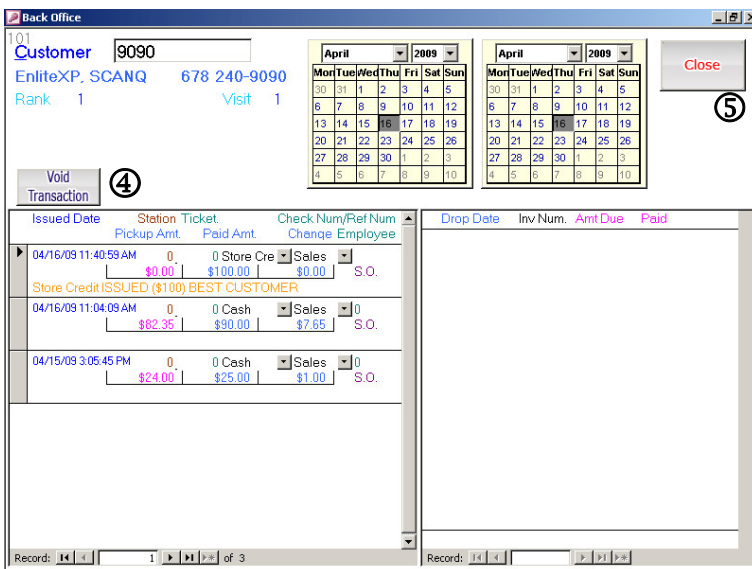 Back Office
101
Customer 9090
EnliteXP, SCANQ 678 240-9090
Rank 1 Visit 1
April 2009
Mon Tue Wed Thu Fri Sat Sun
30 31 1 2 3 4 5
6 7 8 9 10 11 12
13 14 15 16 17 18 19
20 21 22 23 24 25 26
27 28 29 30 1 2 3
4 5 6 7 8 9 10
April 2009
Mon Tue Wed Thu Fri Sat Sun
30 31 1 2 3 4 5
6 7 8 9 10 11 12
13 14 15 16 17 18 19
20 21 22 23 24 25 26
27 28 29 30 1 2 3
4 5 6 7 8 9 10
Close
⑤
Void
Transaction
④
Issued Date Station Ticket. Check Num/Ref Num
Pickup Amt. Paid Amt. Change Employee
04/16/09 11:40:59 AM 0. 0 Store Cre Sales
$0.00 $100.00 $0.00 S.O.
Store Credit ISSUED ($100) BEST CUSTOMER
04/16/09 11:04:09 AM 0. 0 Cash Sales 0
$82.35 $90.00 $7.65 S.O.
04/15/09 3:05:45 PM 0. 0 Cash Sales 0
$24.00 $25.00 $1.00 S.O.
Record: 1 of 3
Drop Date Inv Num. Amt Due Paid
Record: